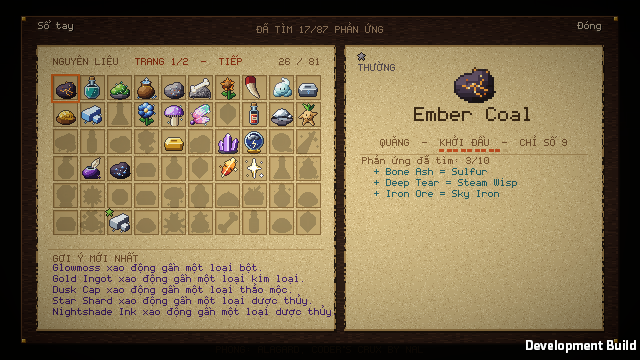 Sổ tay
ĐÃ TÌM 17/87 PHẢN ỨNG
Đóng
NGUYÊN LIỆU TRANG 1/2 - TIẾP 26 / 81
THƯỜNG
Ember Coal
QUẶNG - KHỞI ĐẦU - CHỈ SỐ 9
Phản ứng đã tìm: 3/10
+ Bone Ash = Sulfur
+ Deep Tear = Steam Wisp
+ Iron Ore = Sky Iron
GỢI Ý MỚI NHẤT
Glowmoss xao động gần một loại bột.
Gold Ingot xao động gần một loại kim loại.
Dusk Cap xao động gần một loại thảo mộc.
Star Shard xao động gần một loại dược thủy.
Nightshade Ink xao động gần một loại dược thủy
Development Build